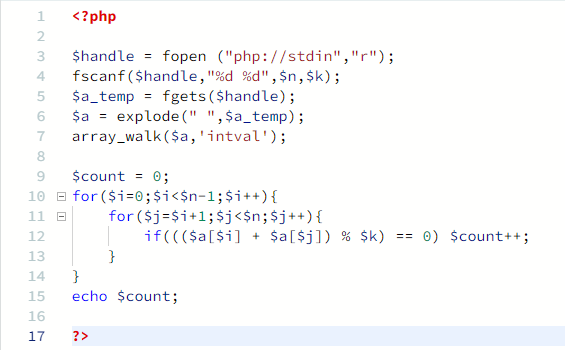 1 <?php
2
3 $handle = fopen ("php://stdin","r");
4 fscanf($handle,"%d %d",$n,$k);
5 $a_temp = fgets($handle);
6 $a = explode(" ",$a_temp);
7 array_walk($a,'intval');
8
9 $count = 0;
10 for($i=0;$i<$n-1;$i++){
11 for($j=$i+1;$j<$n;$j++){
12 if((($a[$i] + $a[$j]) % $k) == 0) $count++;
13 }
14 }
15 echo $count;
16
17 ?>